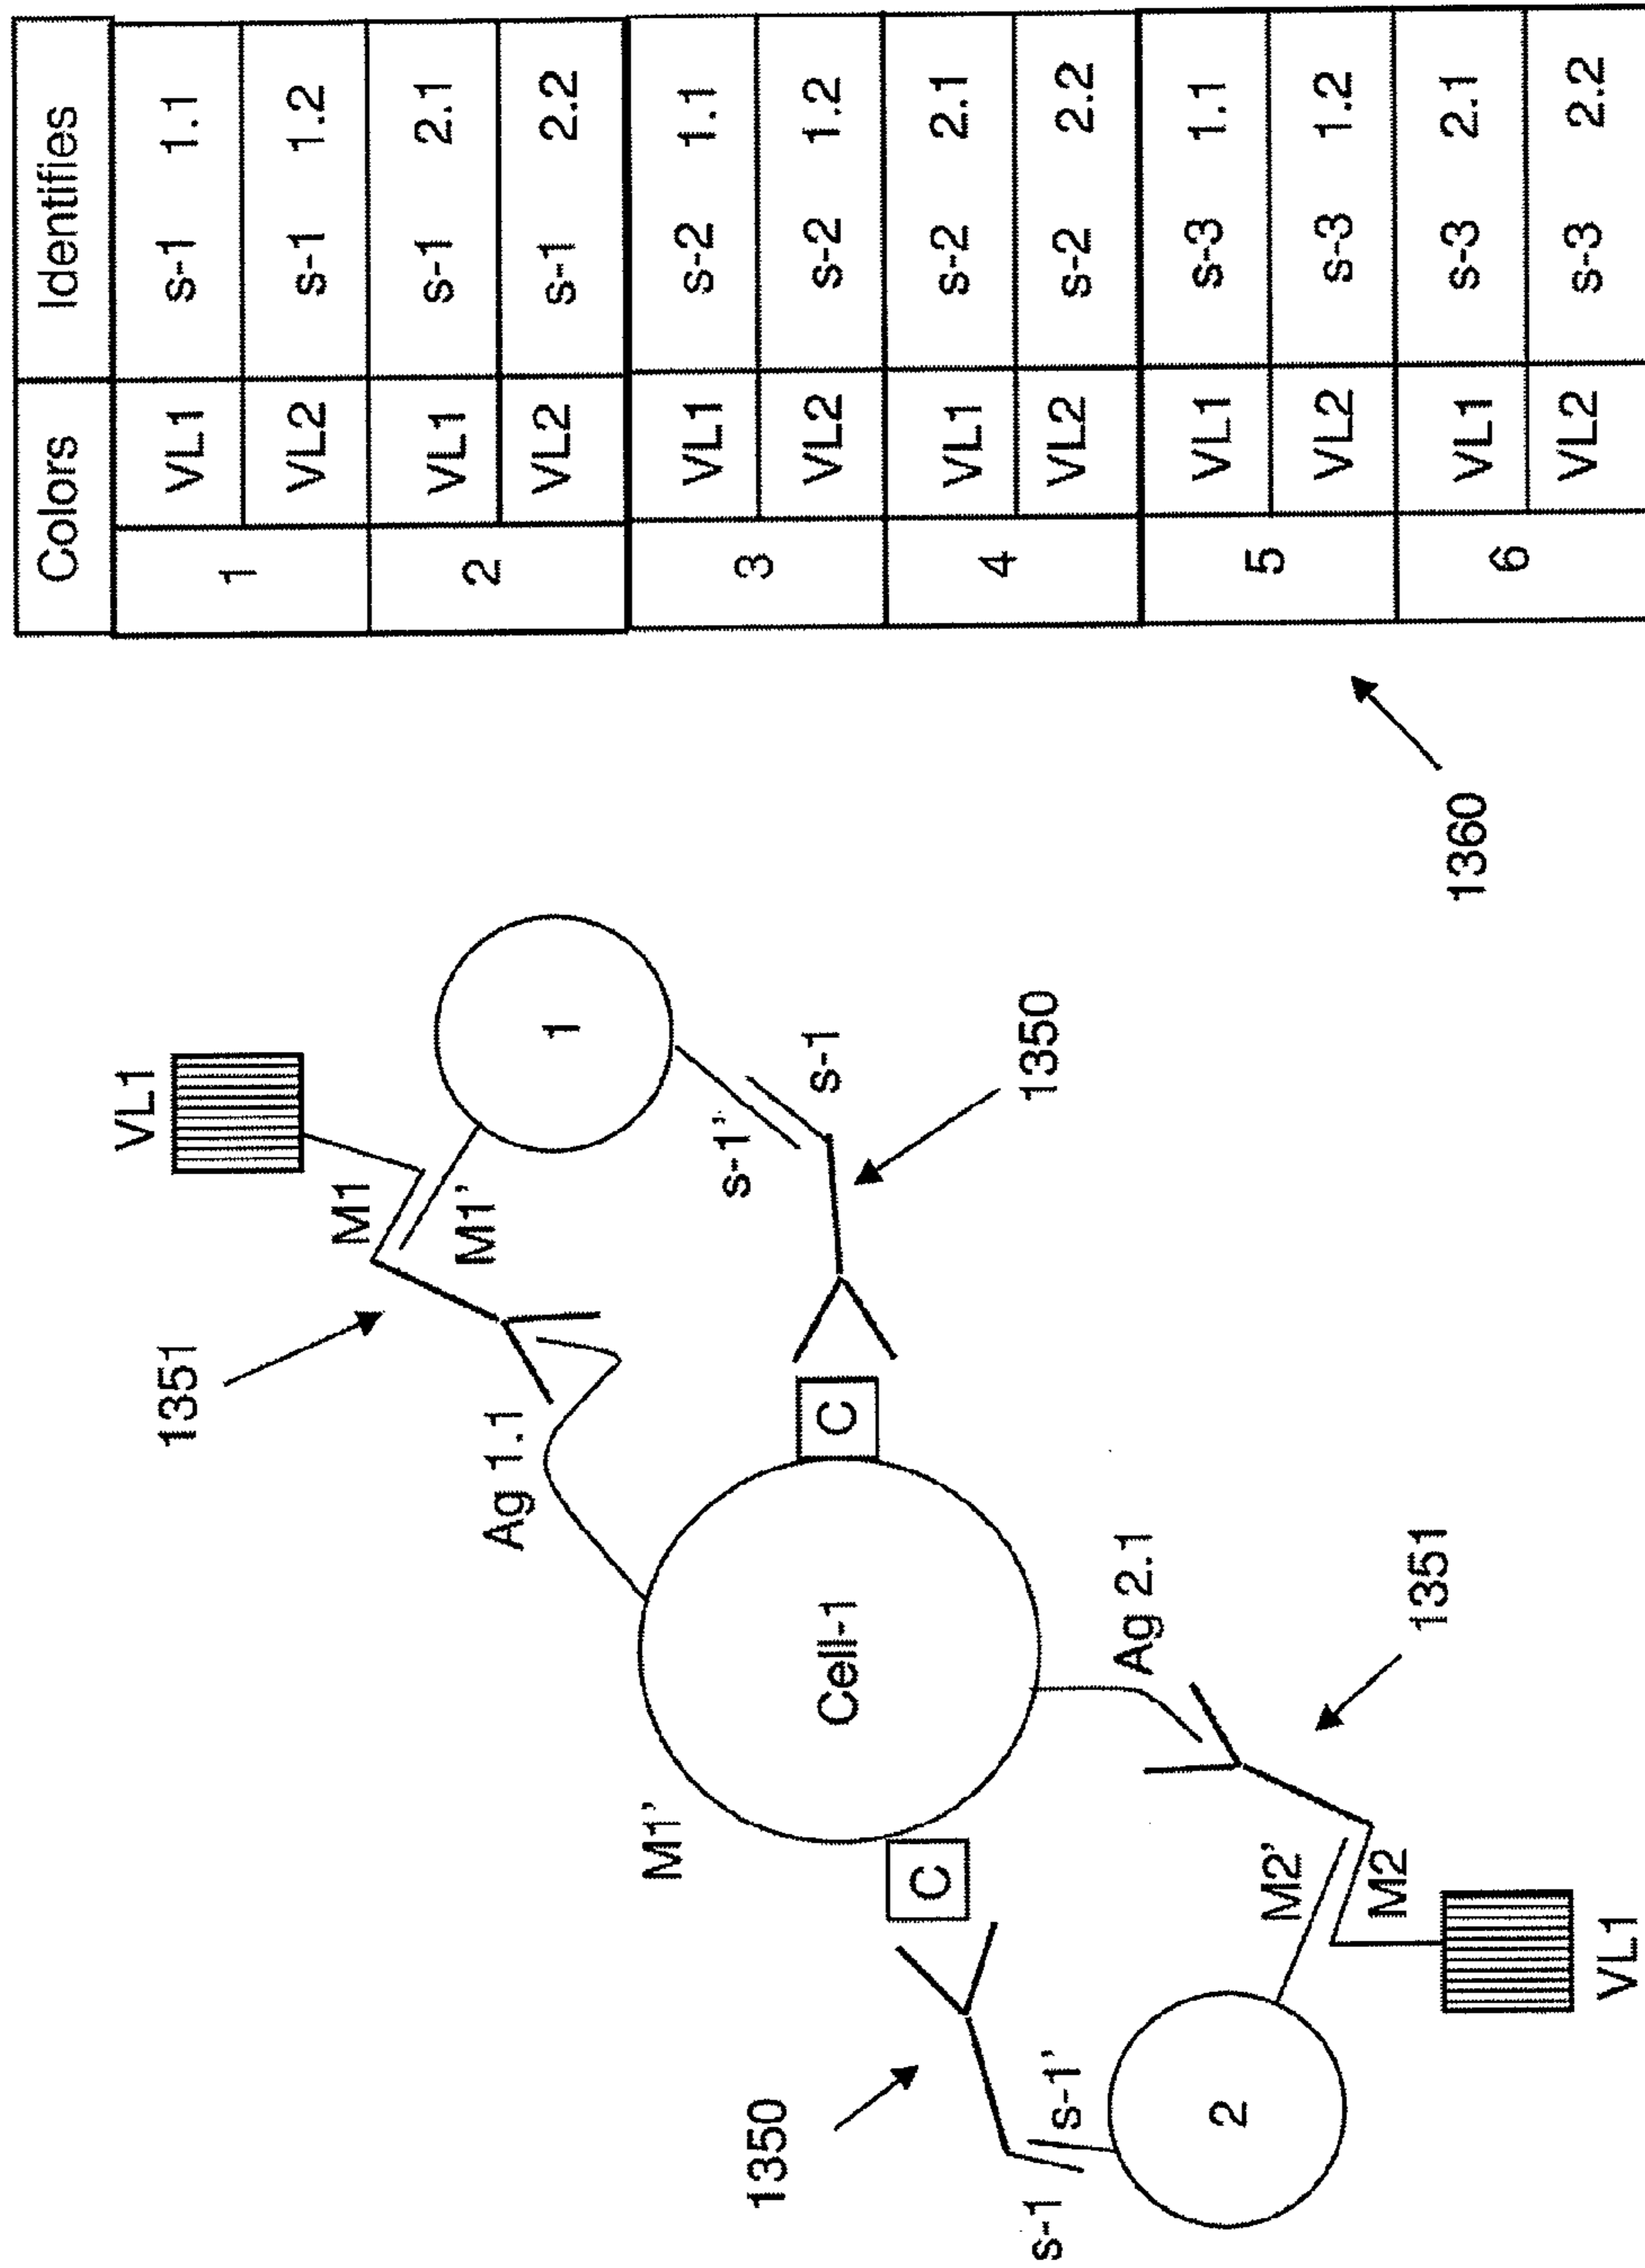 VL1
M1
M1'
1351
Ag 1.1
1
s-1'
s-1
1350
C
Cell-1
M1'
C
Ag 2.1
1351
1350
s-1
s-1'
2
M2'
M2
VL1
1360
Colors Identifies
1 VL1 s-1 1.1
VL2 s-1 1.2
2 VL1 s-1 2.1
VL2 s-1 2.2
3 VL1 s-2 1.1
VL2 s-2 1.2
4 VL1 s-2 2.1
VL2 s-2 2.2
5 VL1 s-3 1.1
VL2 s-3 1.2
6 VL1 s-3 2.1
VL2 s-3 2.2